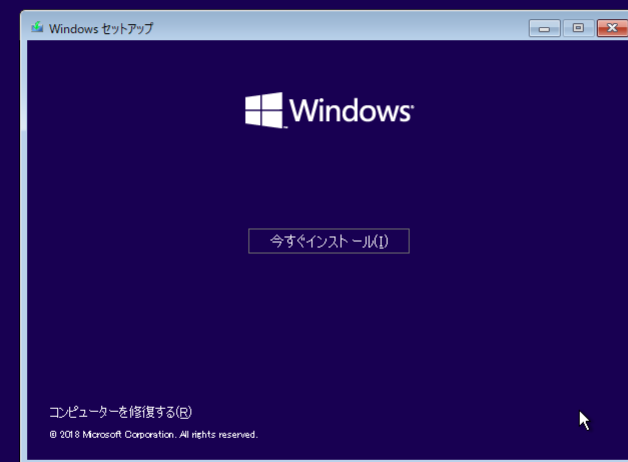 Windows セットアップ
Windows
今すぐインストール(I)
コンピューターを修復する(R)
© 2018 Microsoft Corporation. All rights reserved.